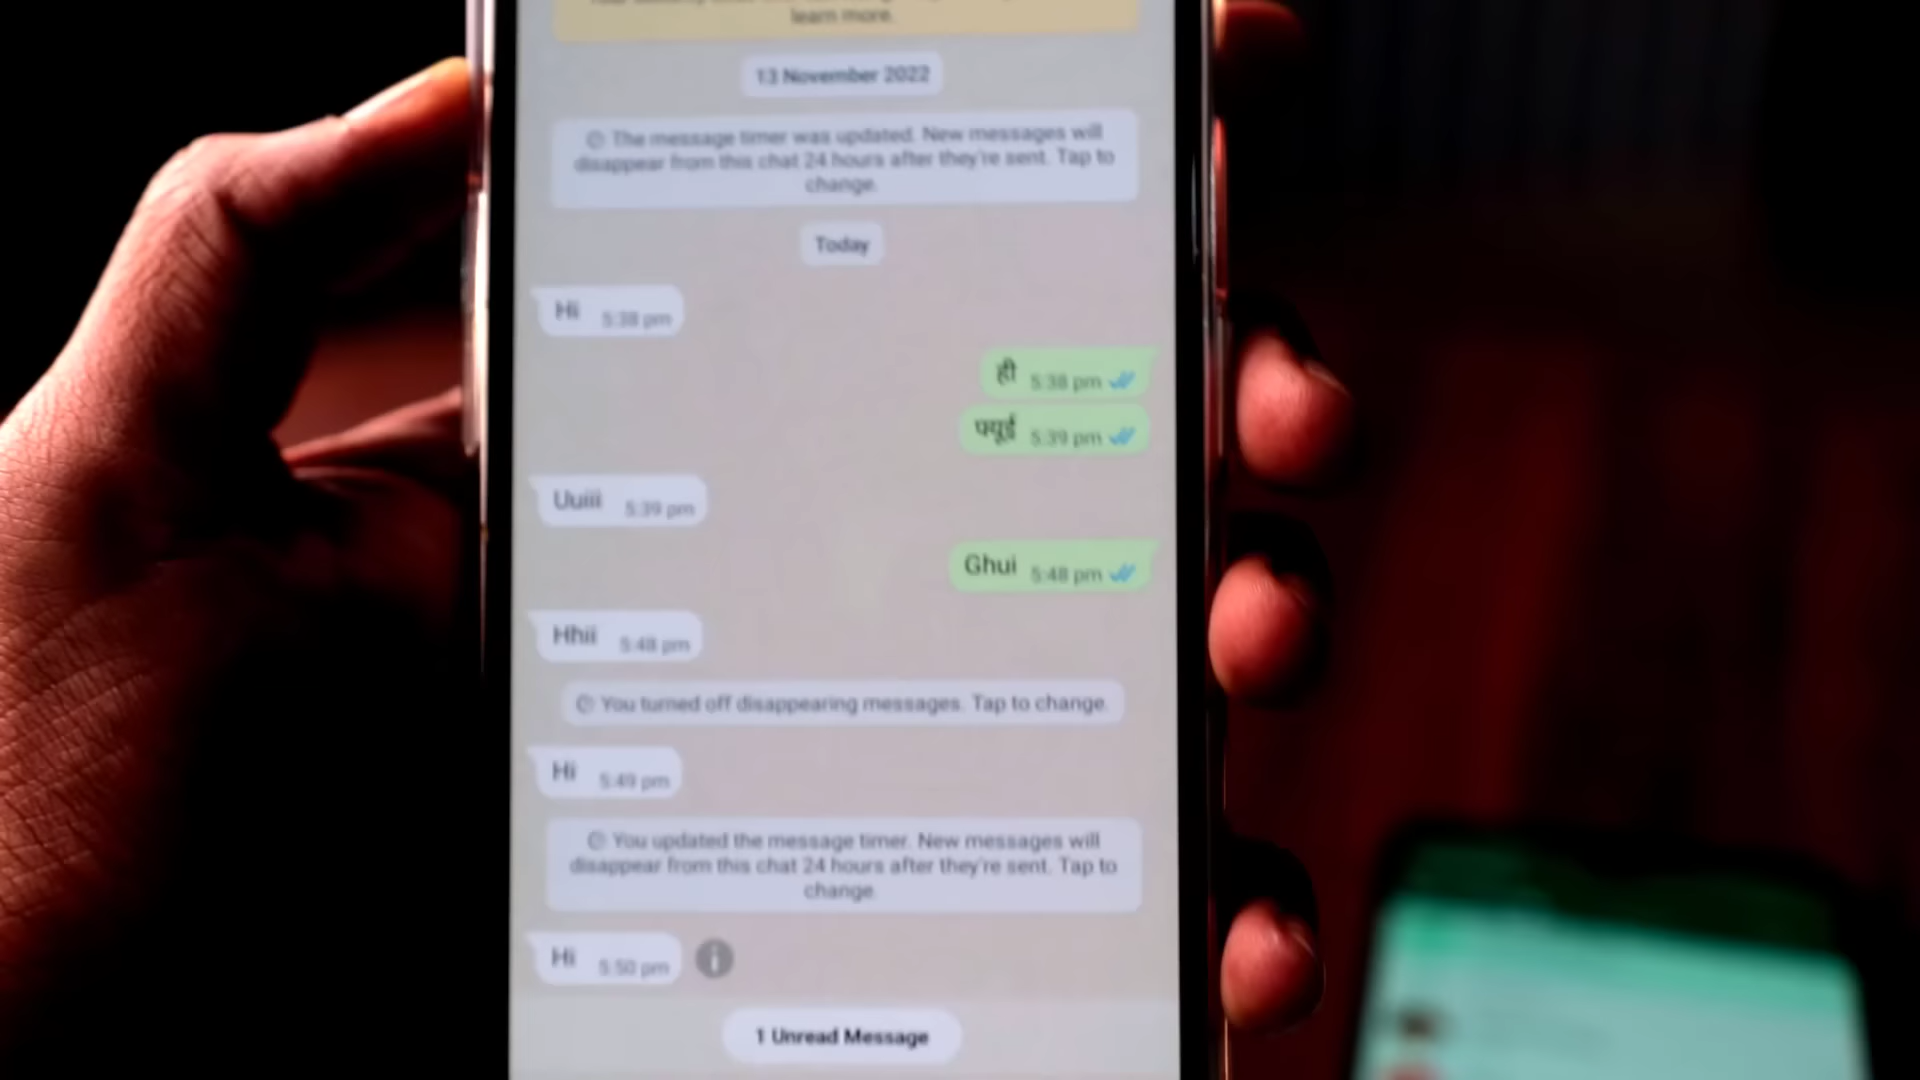 learn more.
13 November 2022
The message timer was updated. New messages will
disappear from this chat 24 hours after they're sent. Tap to
change.
Today
Hi 5:38 pm
ही 5:38 pm
फ्यूई 5:39 pm
Uuiii 5:39 pm
Ghui 5:48 pm
Hhii 5:48 pm
You turned off disappearing messages. Tap to change.
Hi 5:49 pm
You updated the message timer. New messages will
disappear from this chat 24 hours after they're sent. Tap to
change.
Hi 5:50 pm
1 Unread Message